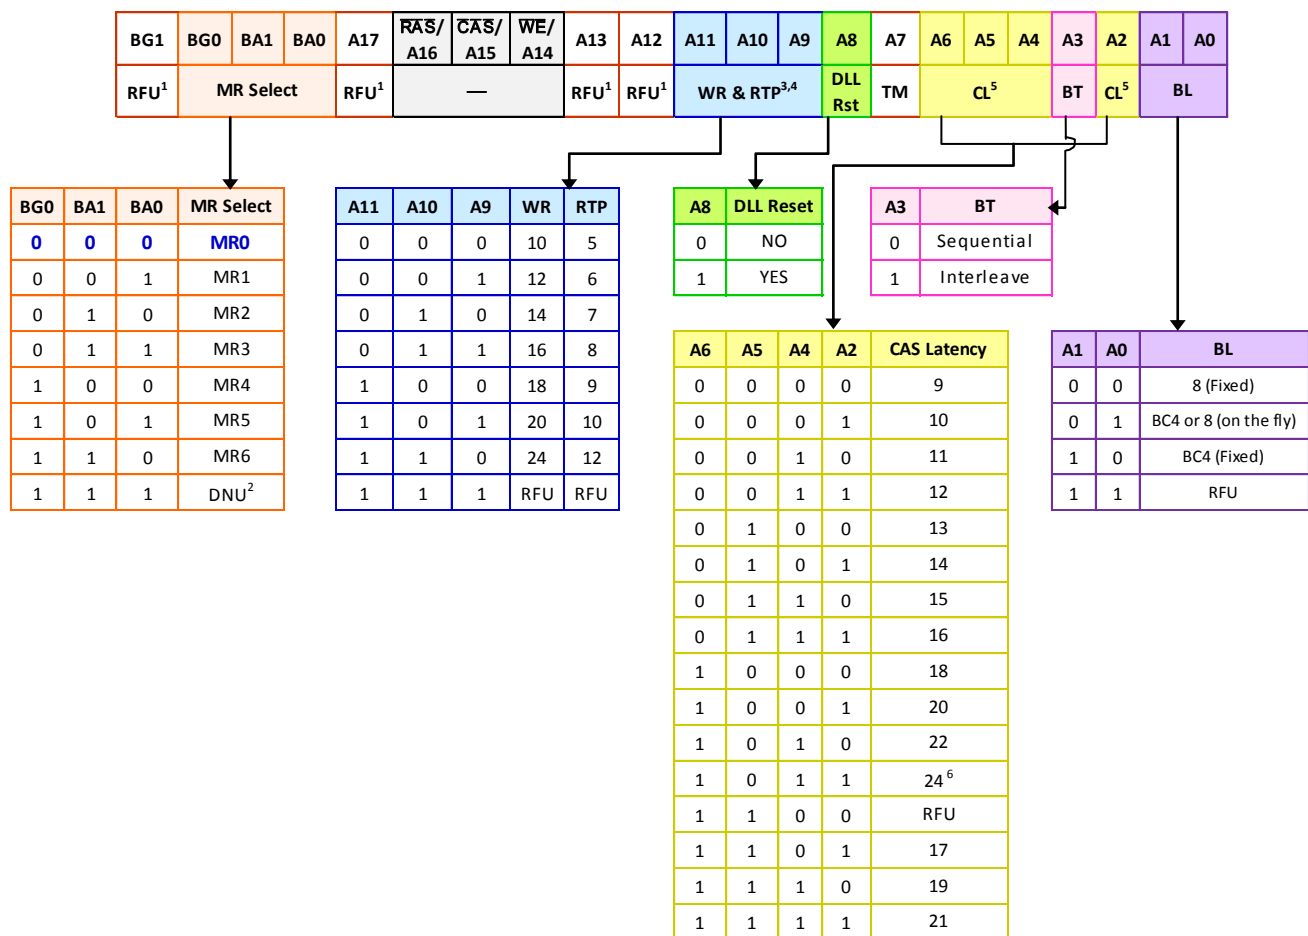 BG1 BG0 BA1 BA0 A17 RAS/ A16 CAS/ A15 WE/ A14 A13 A12 A11 A10 A9 A8 A7 A6 A5 A4 A3 A2 A1 A0
RFU1 MR Select RFU1 — RFU1 RFU1 WR & RTP3,4 DLL Rst TM CL5 BT CL5 BL
BG0 BA1 BA0 MR Select
0 0 0 MR0
0 0 1 MR1
0 1 0 MR2
0 1 1 MR3
1 0 0 MR4
1 0 1 MR5
1 1 0 MR6
1 1 1 DNU2
A11 A10 A9 WR RTP
0 0 0 10 5
0 0 1 12 6
0 1 0 14 7
0 1 1 16 8
1 0 0 18 9
1 0 1 20 10
1 1 0 24 12
1 1 1 RFU RFU
A8 DLL Reset
0 NO
1 YES
A3 BT
0 Sequential
1 Interleave
A6 A5 A4 A2 CAS Latency
0 0 0 0 9
0 0 0 1 10
0 0 1 0 11
0 0 1 1 12
0 1 0 0 13
0 1 0 1 14
0 1 1 0 15
0 1 1 1 16
1 0 0 0 18
1 0 0 1 20
1 0 1 0 22
1 0 1 1 24 6
1 1 0 0 RFU
1 1 0 1 17
1 1 1 0 19
1 1 1 1 21
A1 A0 BL
0 0 8 (Fixed)
0 1 BC4 or 8 (on the fly)
1 0 BC4 (Fixed)
1 1 RFU